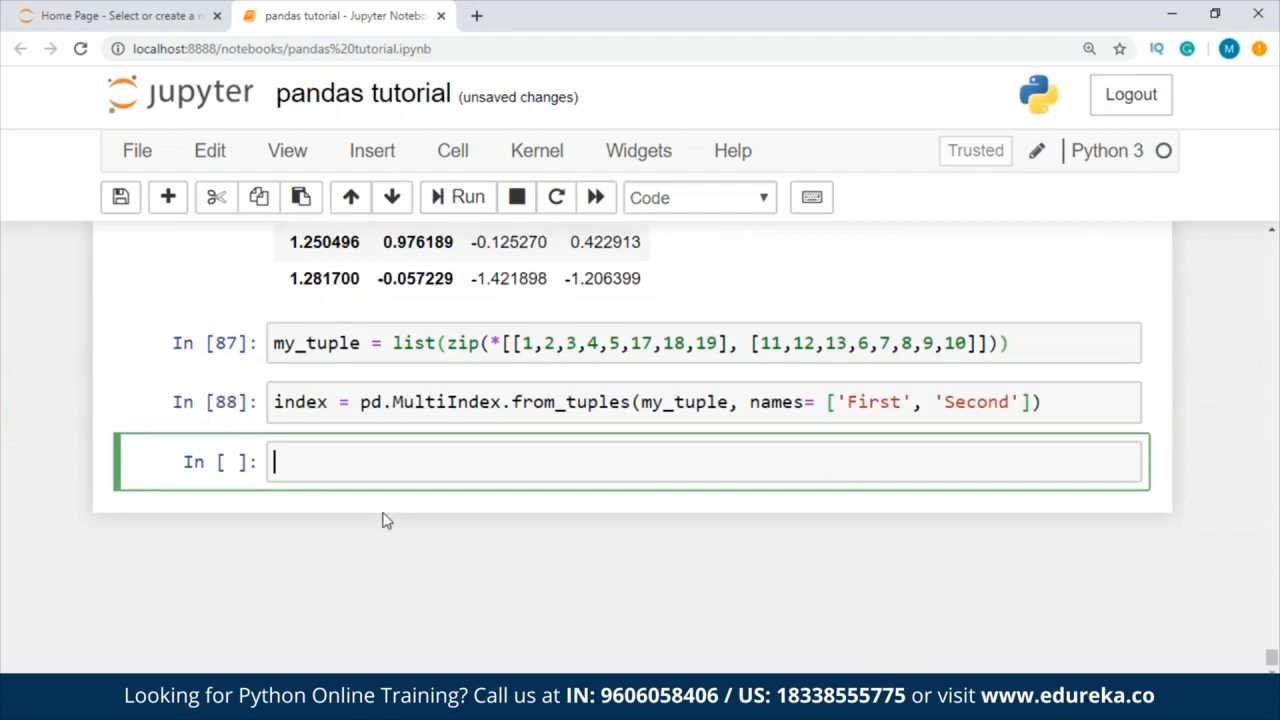 Home Page - Select or create a n
pandas tutorial - Jupyter Notebo
localhost:8888/notebooks/pandas%20tutorial.ipynb
IQ
G
M
jupyter
pandas tutorial (unsaved changes)
Logout
File Edit View Insert Cell Kernel Widgets Help
Trusted
Python 3
Run
Code
1.250496 0.976189 -0.125270 0.422913
1.281700 -0.057229 -1.421898 -1.206399
In [87]: my_tuple = list(zip(*[[1,2,3,4,5,17,18,19], [11,12,13,6,7,8,9,10]]))
In [88]: index = pd.MultiIndex.from_tuples(my_tuple, names= ['First', 'Second'])
In [ ]:
Looking for Python Online Training? Call us at IN: 9606058406 / US: 18338555775 or visit www.edureka.co